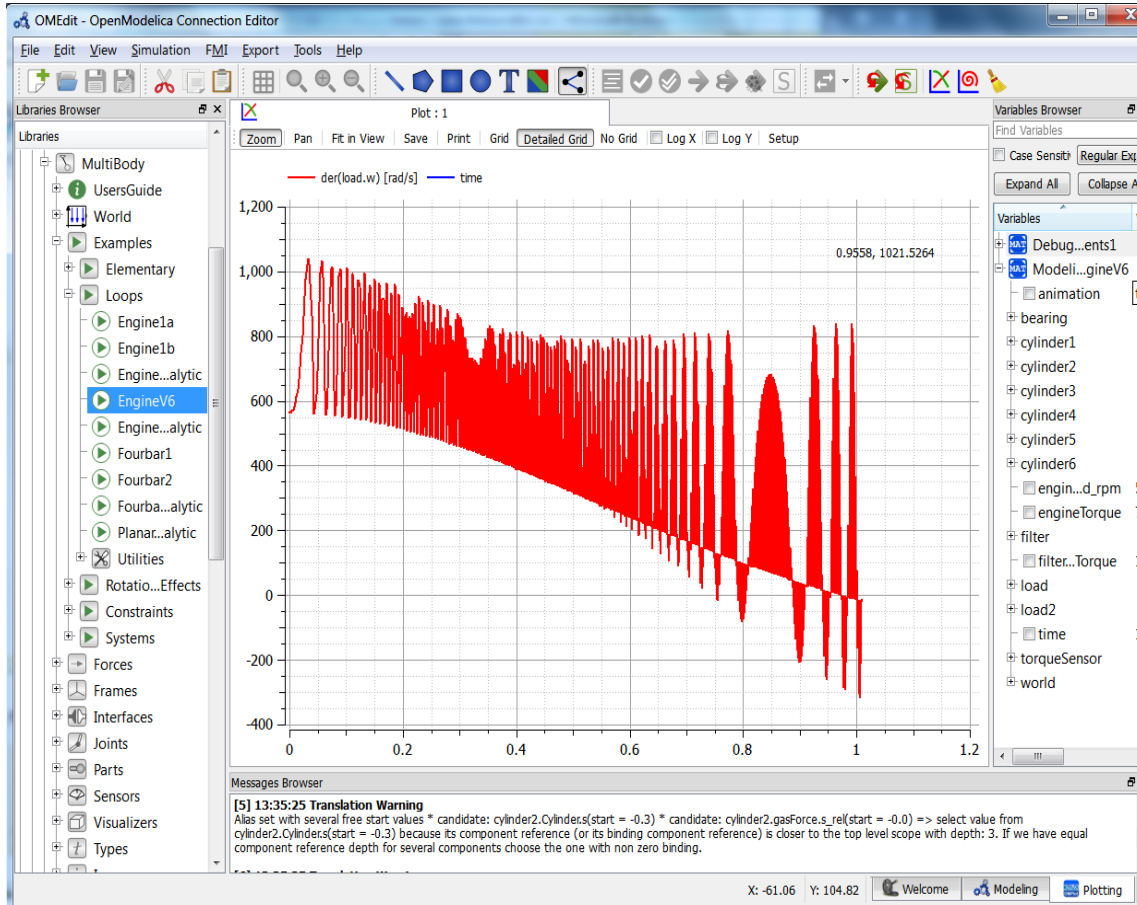 OMEdit - OpenModelica Connection Editor
File Edit View Simulation FMI Export Tools Help
T
S
Libraries Browser
Libraries
MultiBody
UsersGuide
World
Examples
Elementary
Loops
Engine1a
Engine1b
Engine...alytic
EngineV6
Engine...alytic
Fourbar1
Fourbar2
Fourba...alytic
Planar...alytic
Utilities
Rotatio...Effects
Constraints
Systems
Forces
Frames
Interfaces
Joints
Parts
Sensors
Visualizers
Types
Plot : 1
Zoom Pan Fit in View Save Print Grid Detailed Grid No Grid Log X Log Y Setup
der(load.w) [rad/s] time
1,200
1,000
800
600
400
200
0
-200
-400
0.9558, 1021.5264
0 0.2 0.4 0.6 0.8 1 1.2
Variables Browser
Find Variables
Case Sensiti Regular Exp
Expand All Collapse A
Variables
MAT Debug...ents1
MAT Modeli...gineV6
animation
bearing
cylinder1
cylinder2
cylinder3
cylinder4
cylinder5
cylinder6
engin...d_rpm
engineTorque
filter
filter...Torque
load
load2
time
torqueSensor
world
Messages Browser
[5] 13:35:25 Translation Warning
Alias set with several free start values * candidate: cylinder2.Cylinder.s(start = -0.3) * candidate: cylinder2.gasForce.s_rel(start = -0.0) => select value from
cylinder2.Cylinder.s(start = -0.3) because its component reference (or its binding component reference) is closer to the top level scope with depth: 3. If we have equal
component reference depth for several components choose the one with non zero binding.
X: -61.06 Y: 104.82 Welcome Modeling Plotting